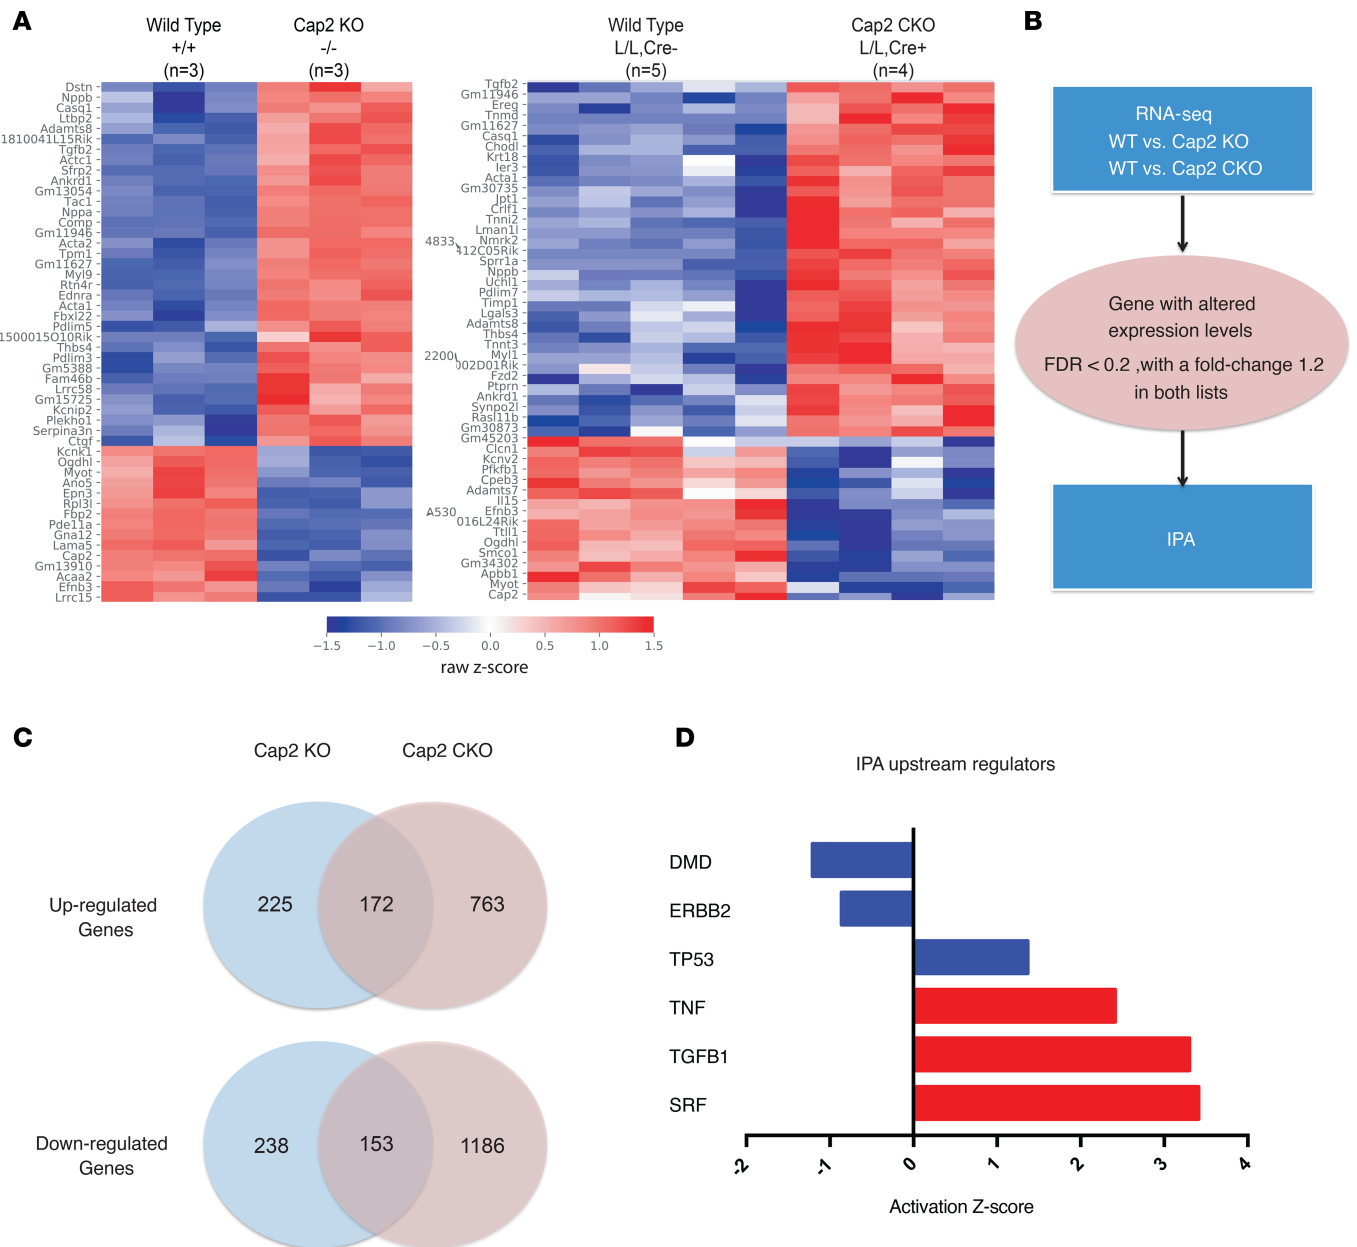 A
Wild Type
+/+
(n=3)
Cap2 KO
-/-
(n=3)
Dstn
Nppb
Casq1
Ltbp2
Adamts8
1810041L15Rik
Tgfb2
Actc1
Sfrp2
Ankrd1
Gm13054
Tac1
Nppa
Comp
Gm11946
Acta2
Tpm1
Gm11627
Myl9
Rtn4r
Ednra
Acta1
Fbxl22
Pdlim5
1500015O10Rik
Thbs4
Pdlim3
Gm5388
Fam46b
Lrrc58
Gm15725
Kcnip2
Plekho1
Serpina3n
Ctgf
Kcnk1
Ogdhl
Myot
Ano5
Epn3
Rpl3l
Fbp2
Pde11a
Gna12
Lama5
Cap2
Gm13910
Acaa2
Efnb3
Lrrc15
Wild Type
L/L,Cre-
(n=5)
Cap2 CKO
L/L,Cre+
(n=4)
Tgfb2
Gm11946
Ereg
Tnmd
Gm11627
Casq1
Chodl
Krt18
Ier3
Acta1
Gm30735
Jpt1
Crlf1
Tnni2
Lman1l
Nmrk2
4833
412C05Rik
Sprr1a
Nppb
Uchl1
Pdlim7
Timp1
Lgals3
Adamts8
Thbs4
Tnnt3
Myl1
2200
002D01Rik
Fzd2
Ptprn
Ankrd1
Synpo2l
Rasl11b
Gm30873
Gm45203
Clcn1
Kcnv2
Pfkfb1
Cpeb3
Adamts7
Il15
Efnb3
A530
016L24Rik
Ttll1
Ogdhl
Smco1
Gm34302
Apbb1
Myot
Cap2
−1.5 −1.0 −0.5 0.0 0.5 1.0 1.5
raw z-score
B
RNA-seq
WT vs. Cap2 KO
WT vs. Cap2 CKO
Gene with altered
expression levels
FDR < 0.2 ,with a fold-change 1.2
in both lists
IPA
C
Cap2 KO Cap2 CKO
Up-regulated
Genes
225 172 763
Down-regulated
Genes
238 153 1186
D
IPA upstream regulators
DMD
ERBB2
TP53
TNF
TGFB1
SRF
-2 -1 0 1 2 3 4
Activation Z-score